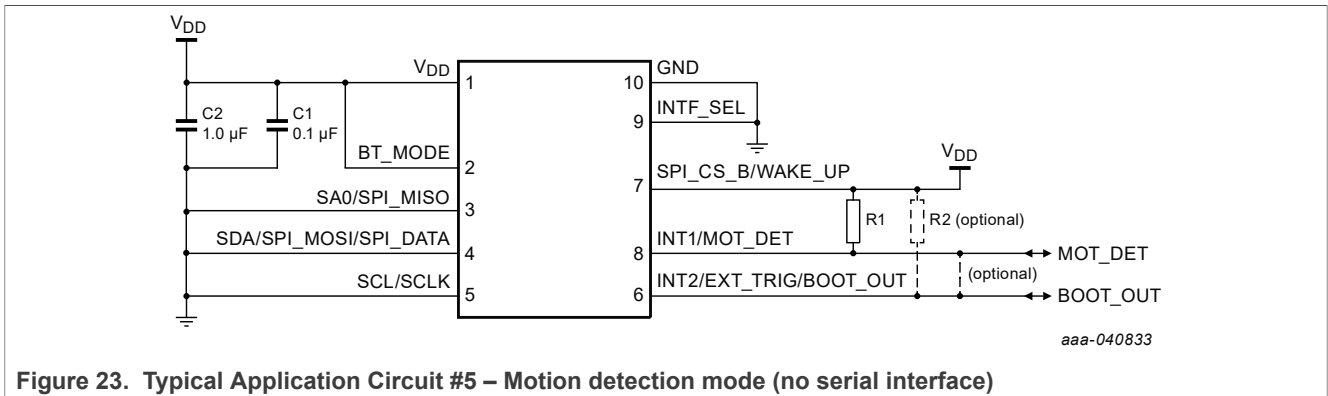 VDD
VDD
1
C2
1.0 µF
C1
0.1 µF
BT_MODE
2
SA0/SPI_MISO
3
SDA/SPI_MOSI/SPI_DATA
4
SCL/SCLK
5
GND
10
INTF_SEL
9
VDD
SPI_CS_B/WAKE_UP
7
R1
R2 (optional)
INT1/MOT_DET
8
MOT_DET
(optional)
INT2/EXT_TRIG/BOOT_OUT
6
BOOT_OUT
aaa-040833
Figure 23. Typical Application Circuit #5 – Motion detection mode (no serial interface)